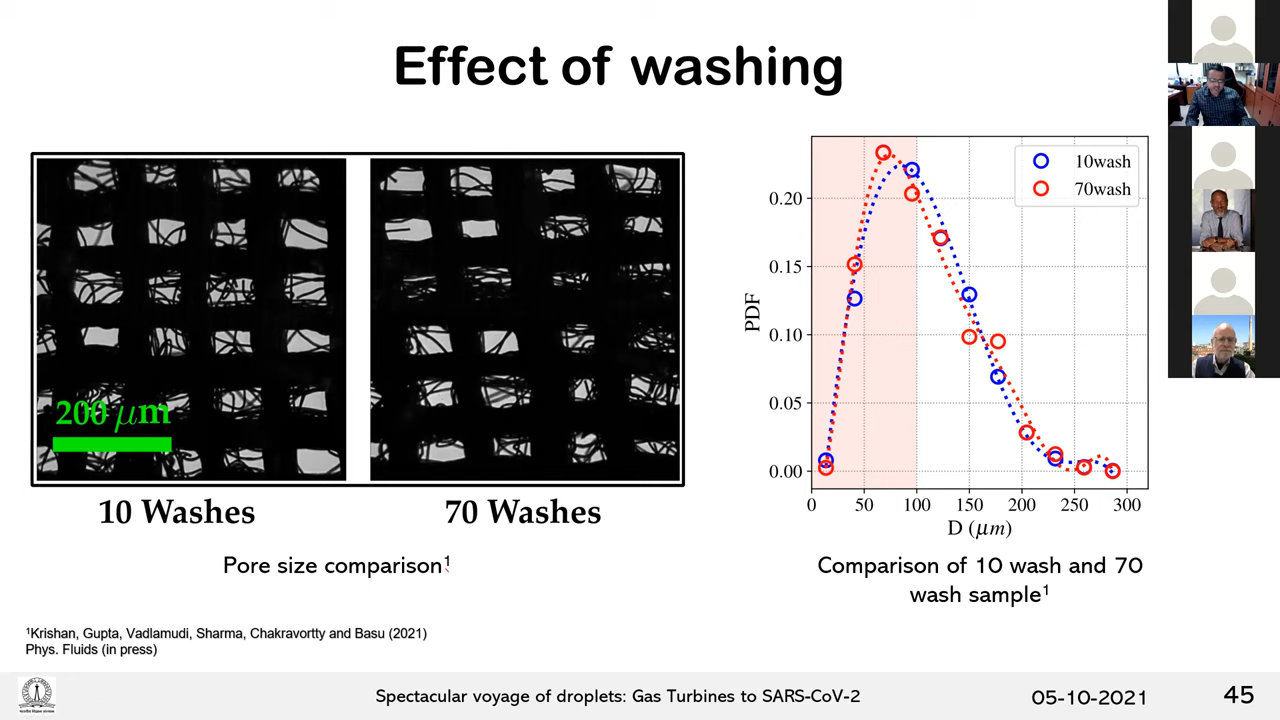 Effect of washing
200 μm
10 Washes
70 Washes
Pore size comparison¹
PDF
0.20
0.15
0.10
0.05
0.00
10wash
70wash
0 50 100 150 200 250 300
D (μm)
Comparison of 10 wash and 70
wash sample¹
¹Krishan, Gupta, Vadlamudi, Sharma, Chakravortty and Basu (2021)
Phys. Fluids (in press)
Spectacular voyage of droplets: Gas Turbines to SARS-CoV-2
05-10-2021
45